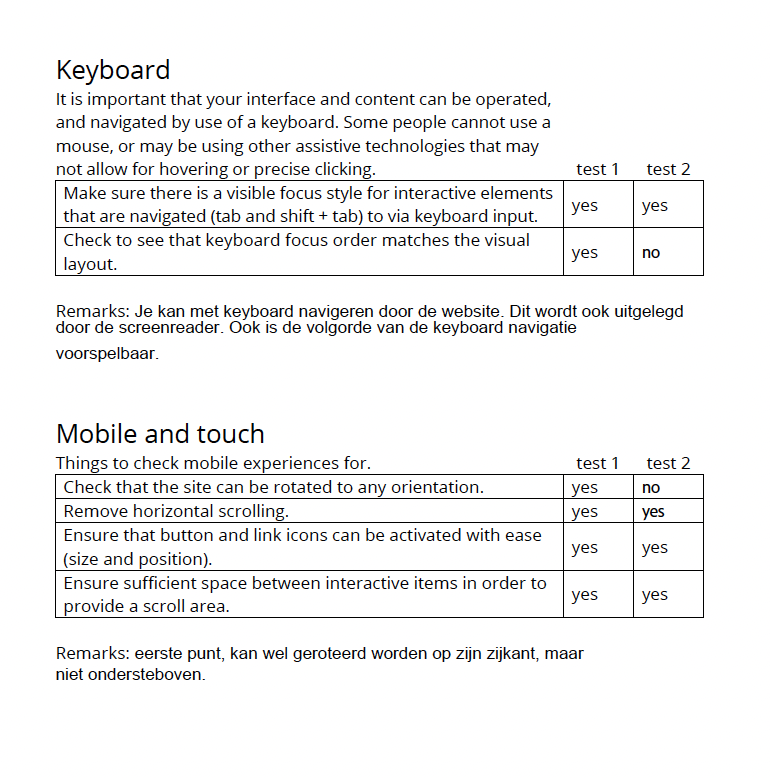 Keyboard
It is important that your interface and content can be operated,
and navigated by use of a keyboard. Some people cannot use a
mouse, or may be using other assistive technologies that may
not allow for hovering or precise clicking. test 1 test 2
Make sure there is a visible focus style for interactive elements
that are navigated (tab and shift + tab) to via keyboard input. yes yes
Check to see that keyboard focus order matches the visual
layout. yes no
Remarks: Je kan met keyboard navigeren door de website. Dit wordt ook uitgelegd
door de screenreader. Ook is de volgorde van de keyboard navigatie
voorspelbaar.
Mobile and touch
Things to check mobile experiences for. test 1 test 2
Check that the site can be rotated to any orientation. yes no
Remove horizontal scrolling. yes yes
Ensure that button and link icons can be activated with ease
(size and position). yes yes
Ensure sufficient space between interactive items in order to
provide a scroll area. yes yes
Remarks: eerste punt, kan wel geroteerd worden op zijn zijkant, maar
niet ondersteboven.